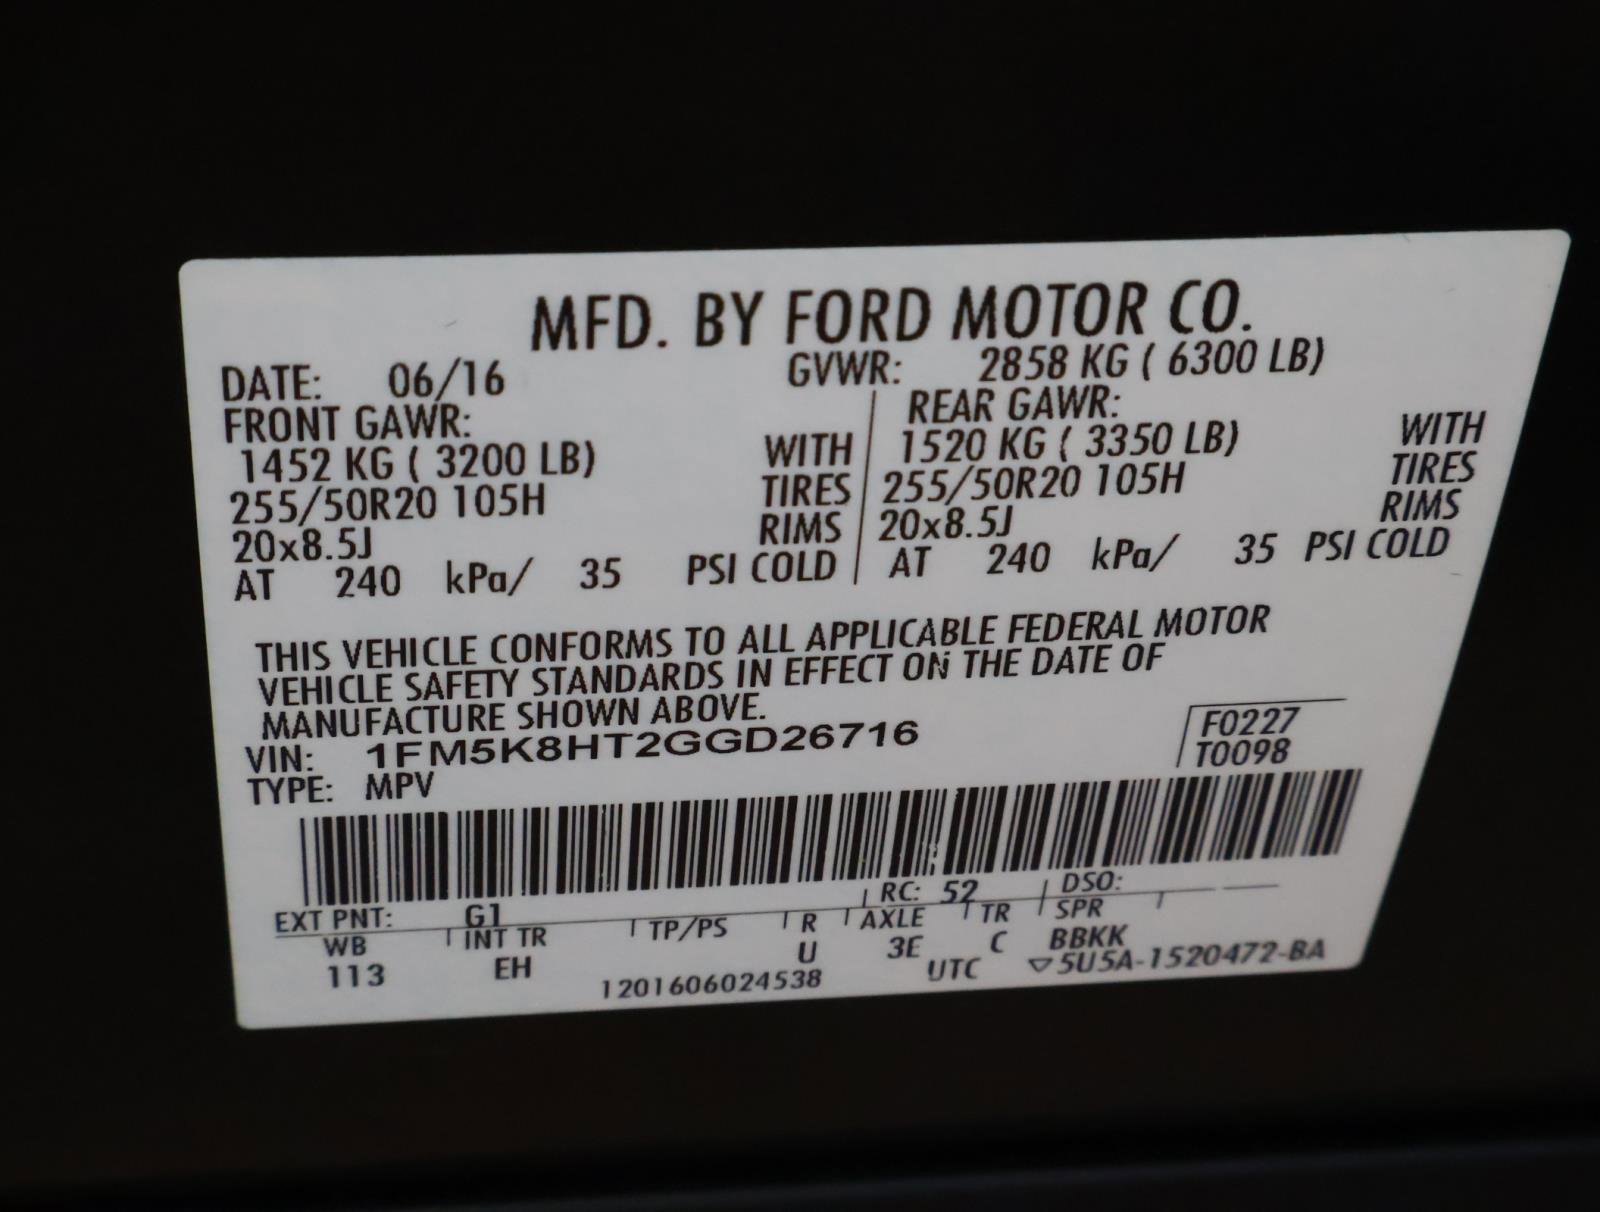 MFD. BY FORD MOTOR CO.
DATE: 06/16 GVWR: 2858 KG ( 6300 LB)
FRONT GAWR: REAR GAWR:
1452 KG ( 3200 LB) WITH 1520 KG ( 3350 LB) WITH
255/50R20 105H TIRES 255/50R20 105H TIRES
20x8.5J RIMS 20x8.5J RIMS
AT 240 kPa/ 35 PSI COLD AT 240 kPa/ 35 PSI COLD
THIS VEHICLE CONFORMS TO ALL APPLICABLE FEDERAL MOTOR
VEHICLE SAFETY STANDARDS IN EFFECT ON THE DATE OF
MANUFACTURE SHOWN ABOVE.
VIN: 1FM5K8HT2GGD26716 F0227
TYPE: MPV T0098
EXT PNT: G1 RC: 52 DSO:
WB INT TR TP/PS R AXLE TR SPR
113 EH U 3E C BBKK
1201606024538 UTC ▽5U5A-1520472-BA